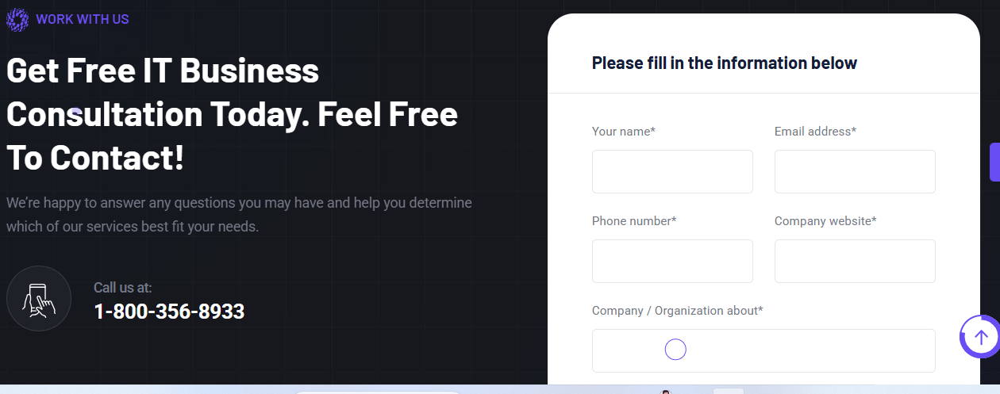 WORK WITH US
Get Free IT Business
Consultation Today. Feel Free
To Contact!
We’re happy to answer any questions you may have and help you determine
which of our services best fit your needs.
Call us at:
1-800-356-8933
Please fill in the information below
Your name*
Email address*
Phone number*
Company website*
Company / Organization about*